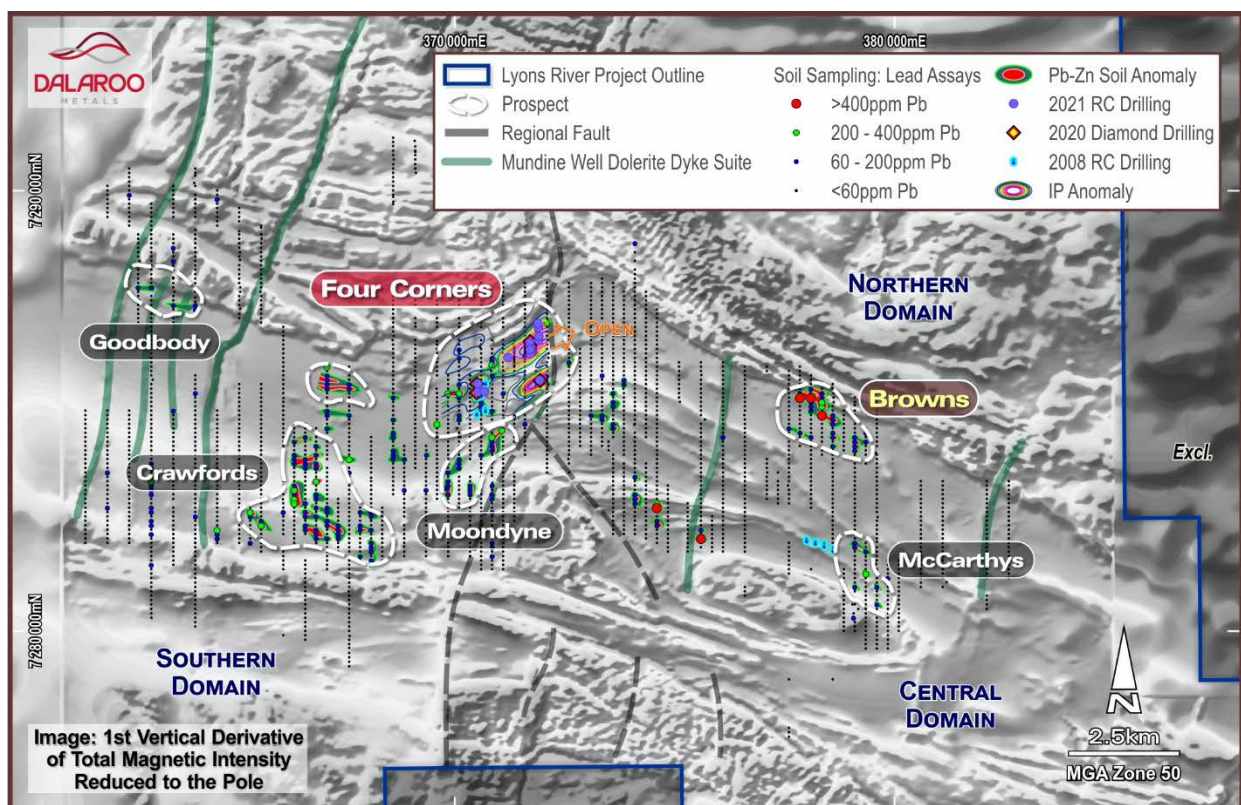 DALAROO
METALS
370 000mE
380 000mE
7 290 000mN
7 280 000mN
Lyons River Project Outline
Prospect
Regional Fault
Mundine Well Dolerite Dyke Suite
Soil Sampling: Lead Assays
>400ppm Pb
200 - 400ppm Pb
60 - 200ppm Pb
<60ppm Pb
Pb-Zn Soil Anomaly
2021 RC Drilling
2020 Diamond Drilling
2008 RC Drilling
IP Anomaly
Four Corners
OPEN
NORTHERN
DOMAIN
Goodbody
Browns
Excl.
Crawfords
Moondyne
McCarthys
SOUTHERN
DOMAIN
CENTRAL
DOMAIN
N
2.5km
MGA Zone 50
Image: 1st Vertical Derivative
of Total Magnetic Intensity
Reduced to the Pole